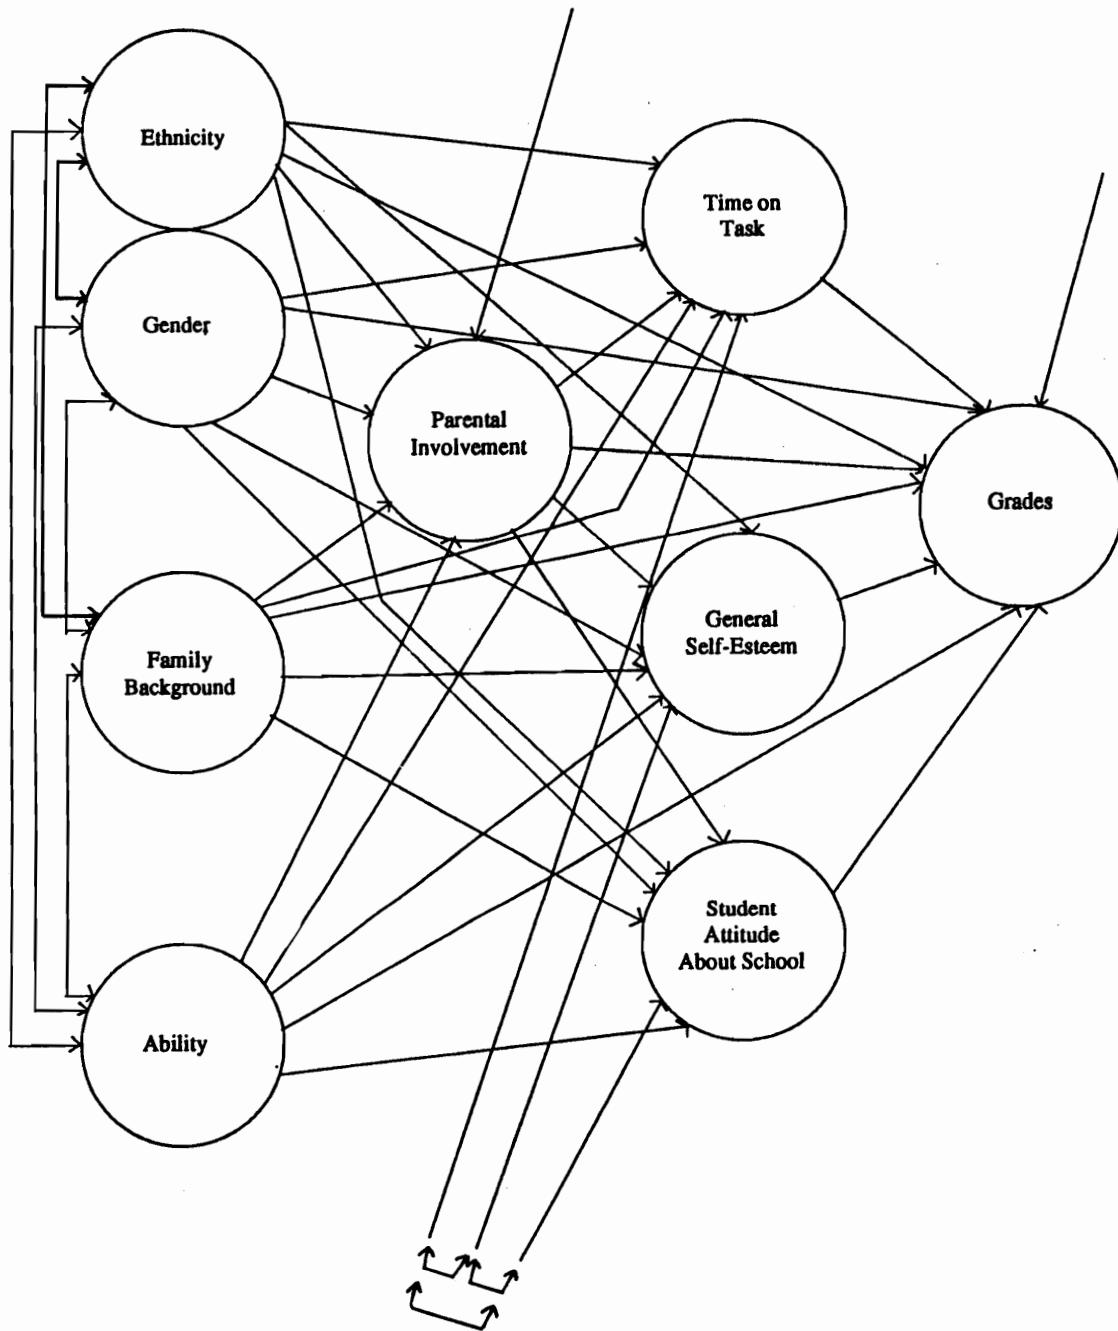 Ethnicity
Time on
Task
Gender
Parental
Involvement
Grades
General
Self-Esteem
Family
Background
Student
Attitude
About School
Ability